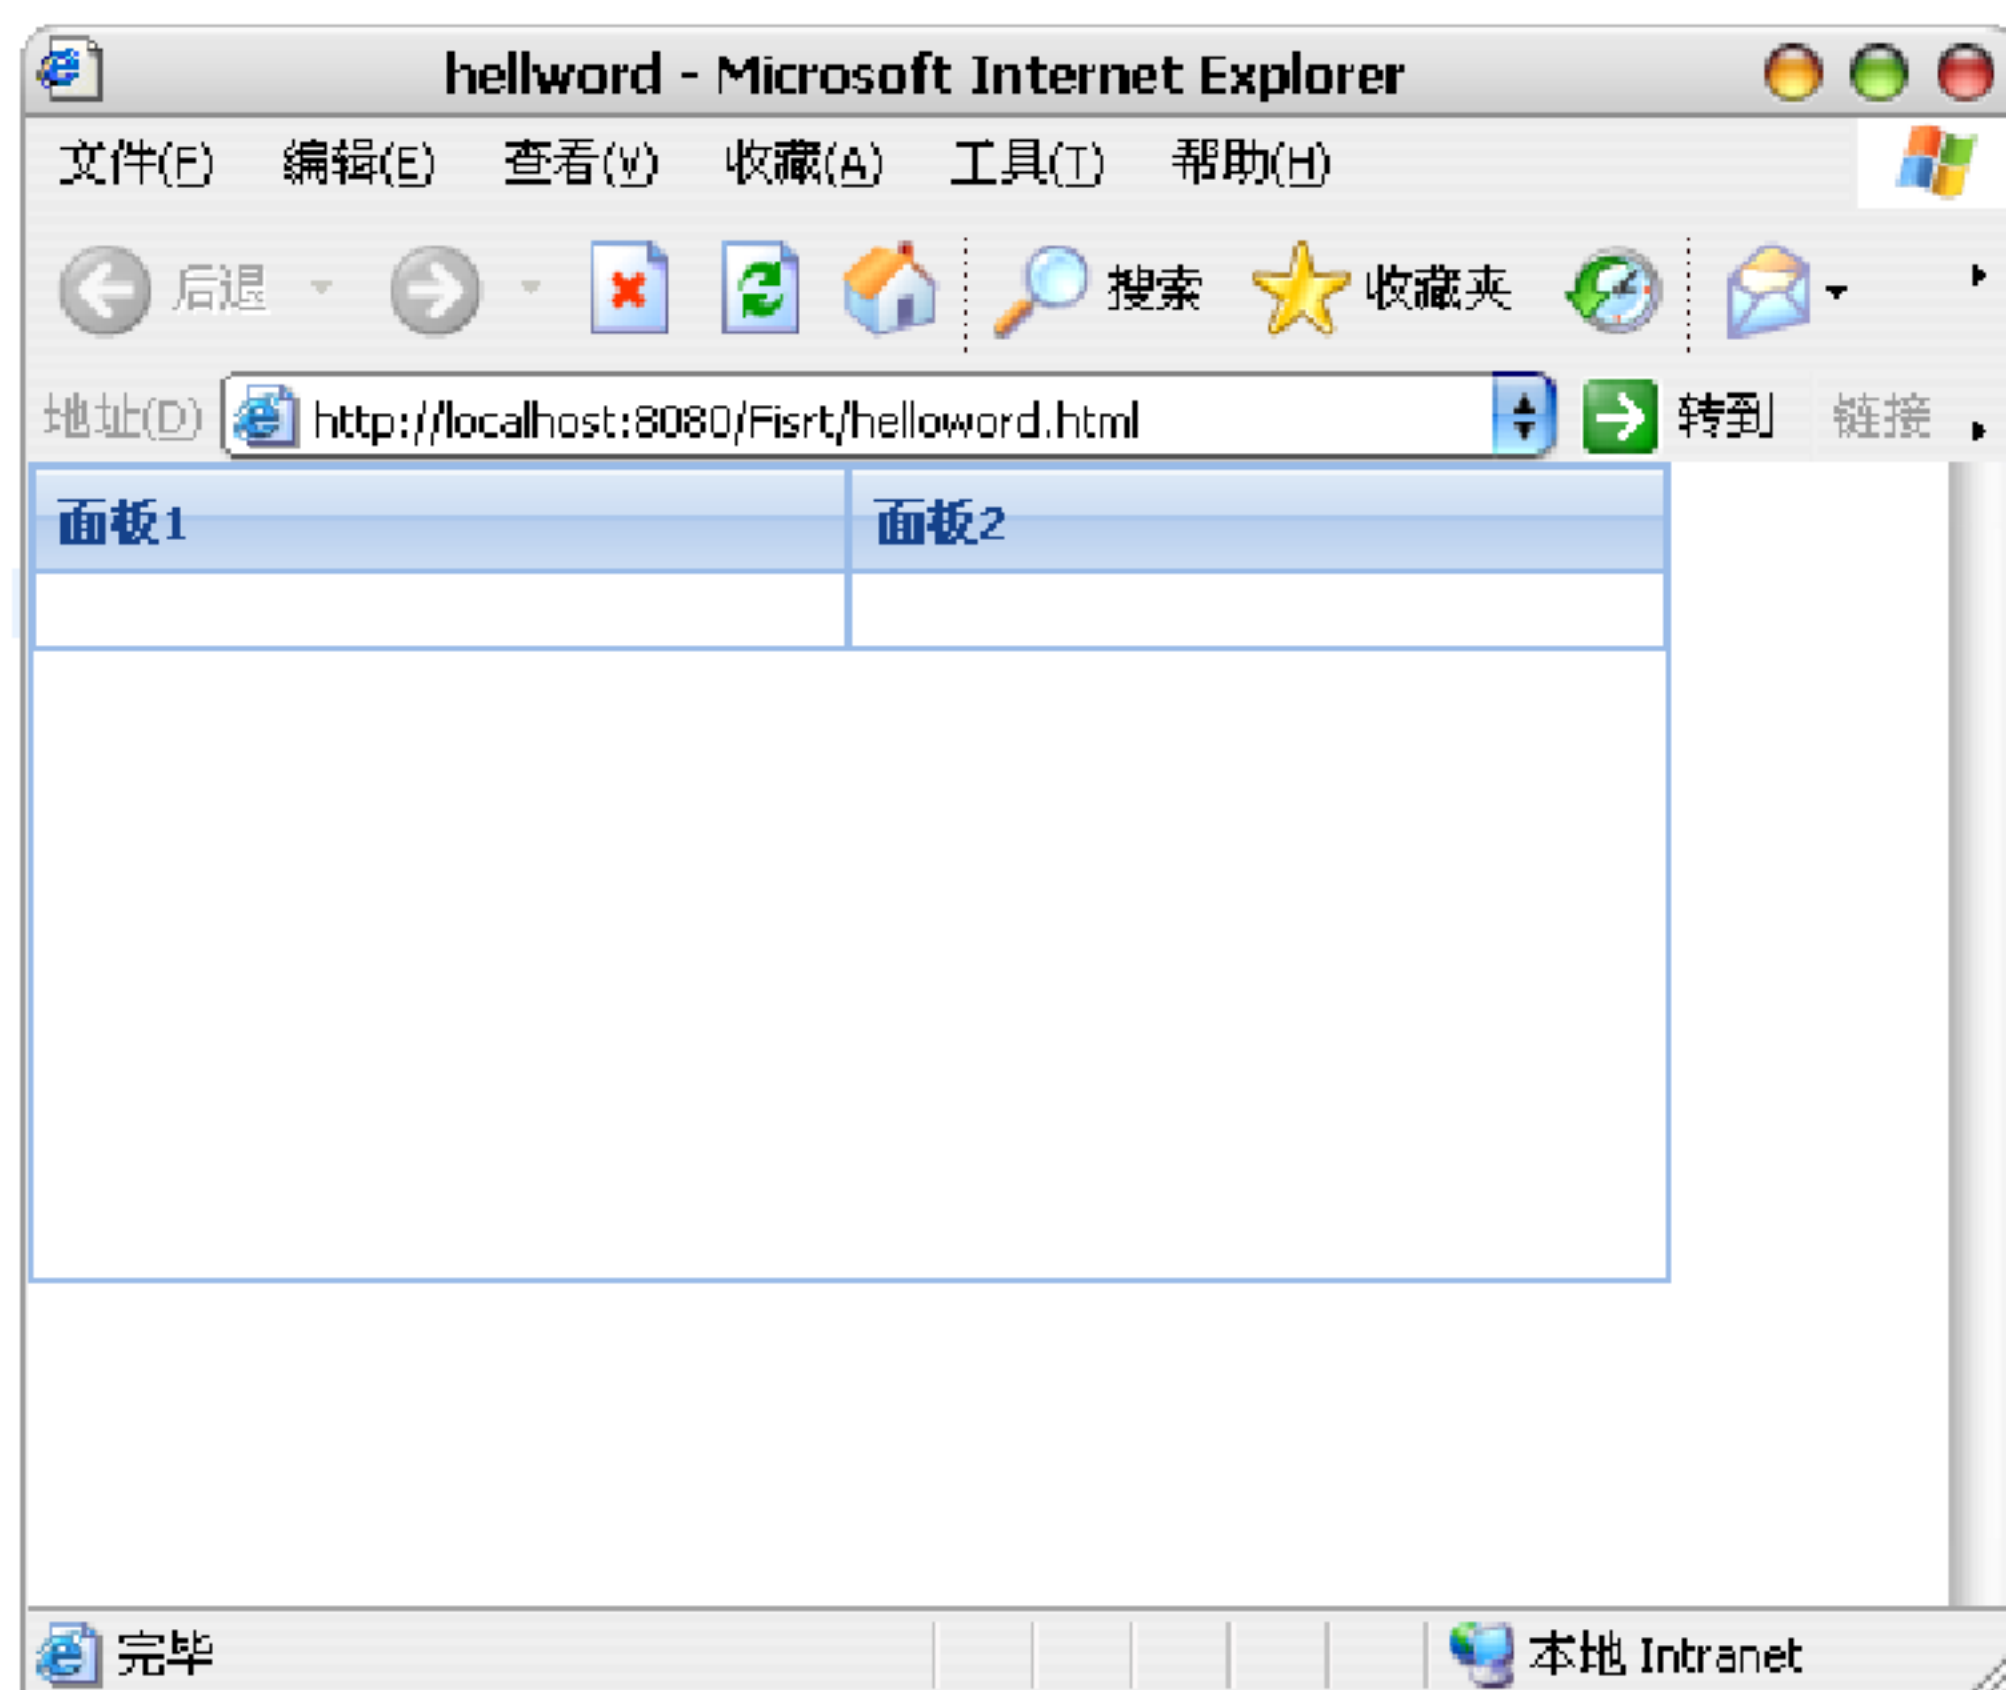 hellword - Microsoft Internet Explorer
文件(F) 编辑(E) 查看(V) 收藏(A) 工具(T) 帮助(H)
后退 搜索 收藏夹
地址(D) http://localhost:8080/Fisrt/helloword.html 转到 链接
面板1 面板2
完毕 本地 Intranet